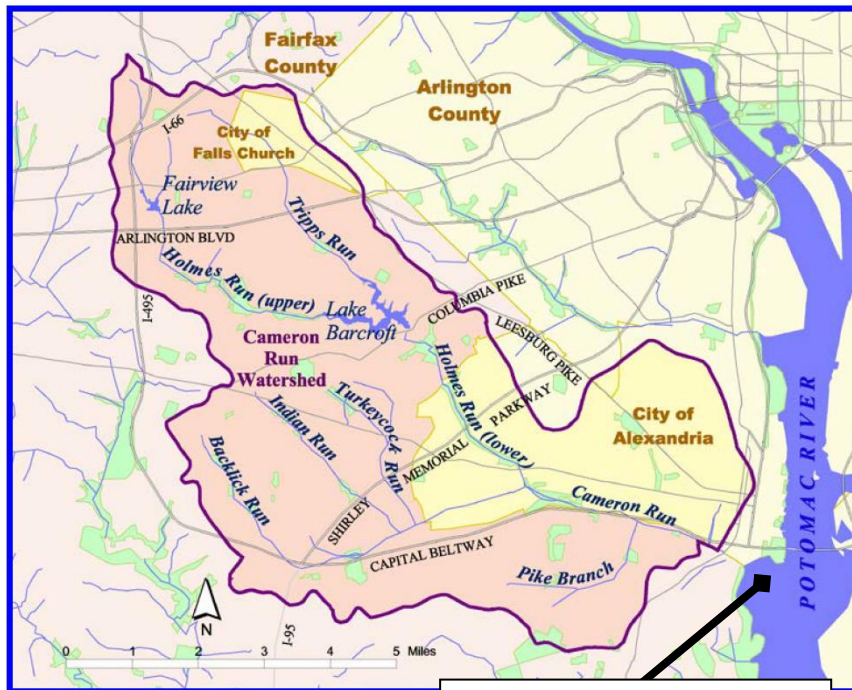 Fairfax
County
Arlington
County
I-66
City of
Falls Church
Fairview
Lake
Tripps Run
ARLINGTON BLVD
Holmes Run (upper)
I-495
Lake
Barcroft
COLUMBIA PIKE
LEESBURG PIKE
Cameron
Run
Watershed
Holmes Run (lower)
Turkeycock Run
Indian Run
Backlick Run
SHIRLEY MEMORIAL PARKWAY
City of
Alexandria
Cameron Run
CAPITAL BELTWAY
Pike Branch
POTOMAC RIVER
N
I-95
0 1 2 3 4 5 Miles